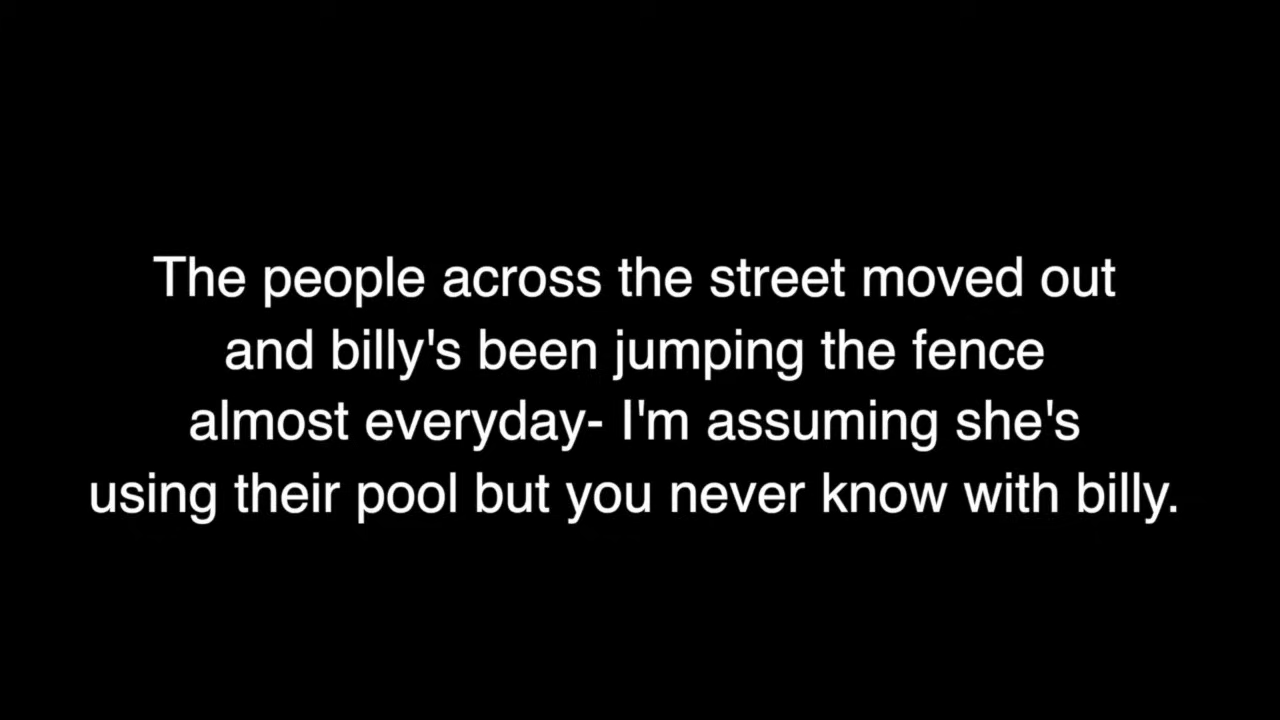 The people across the street moved out
and billy's been jumping the fence
almost everyday- I'm assuming she's
using their pool but you never know with billy.